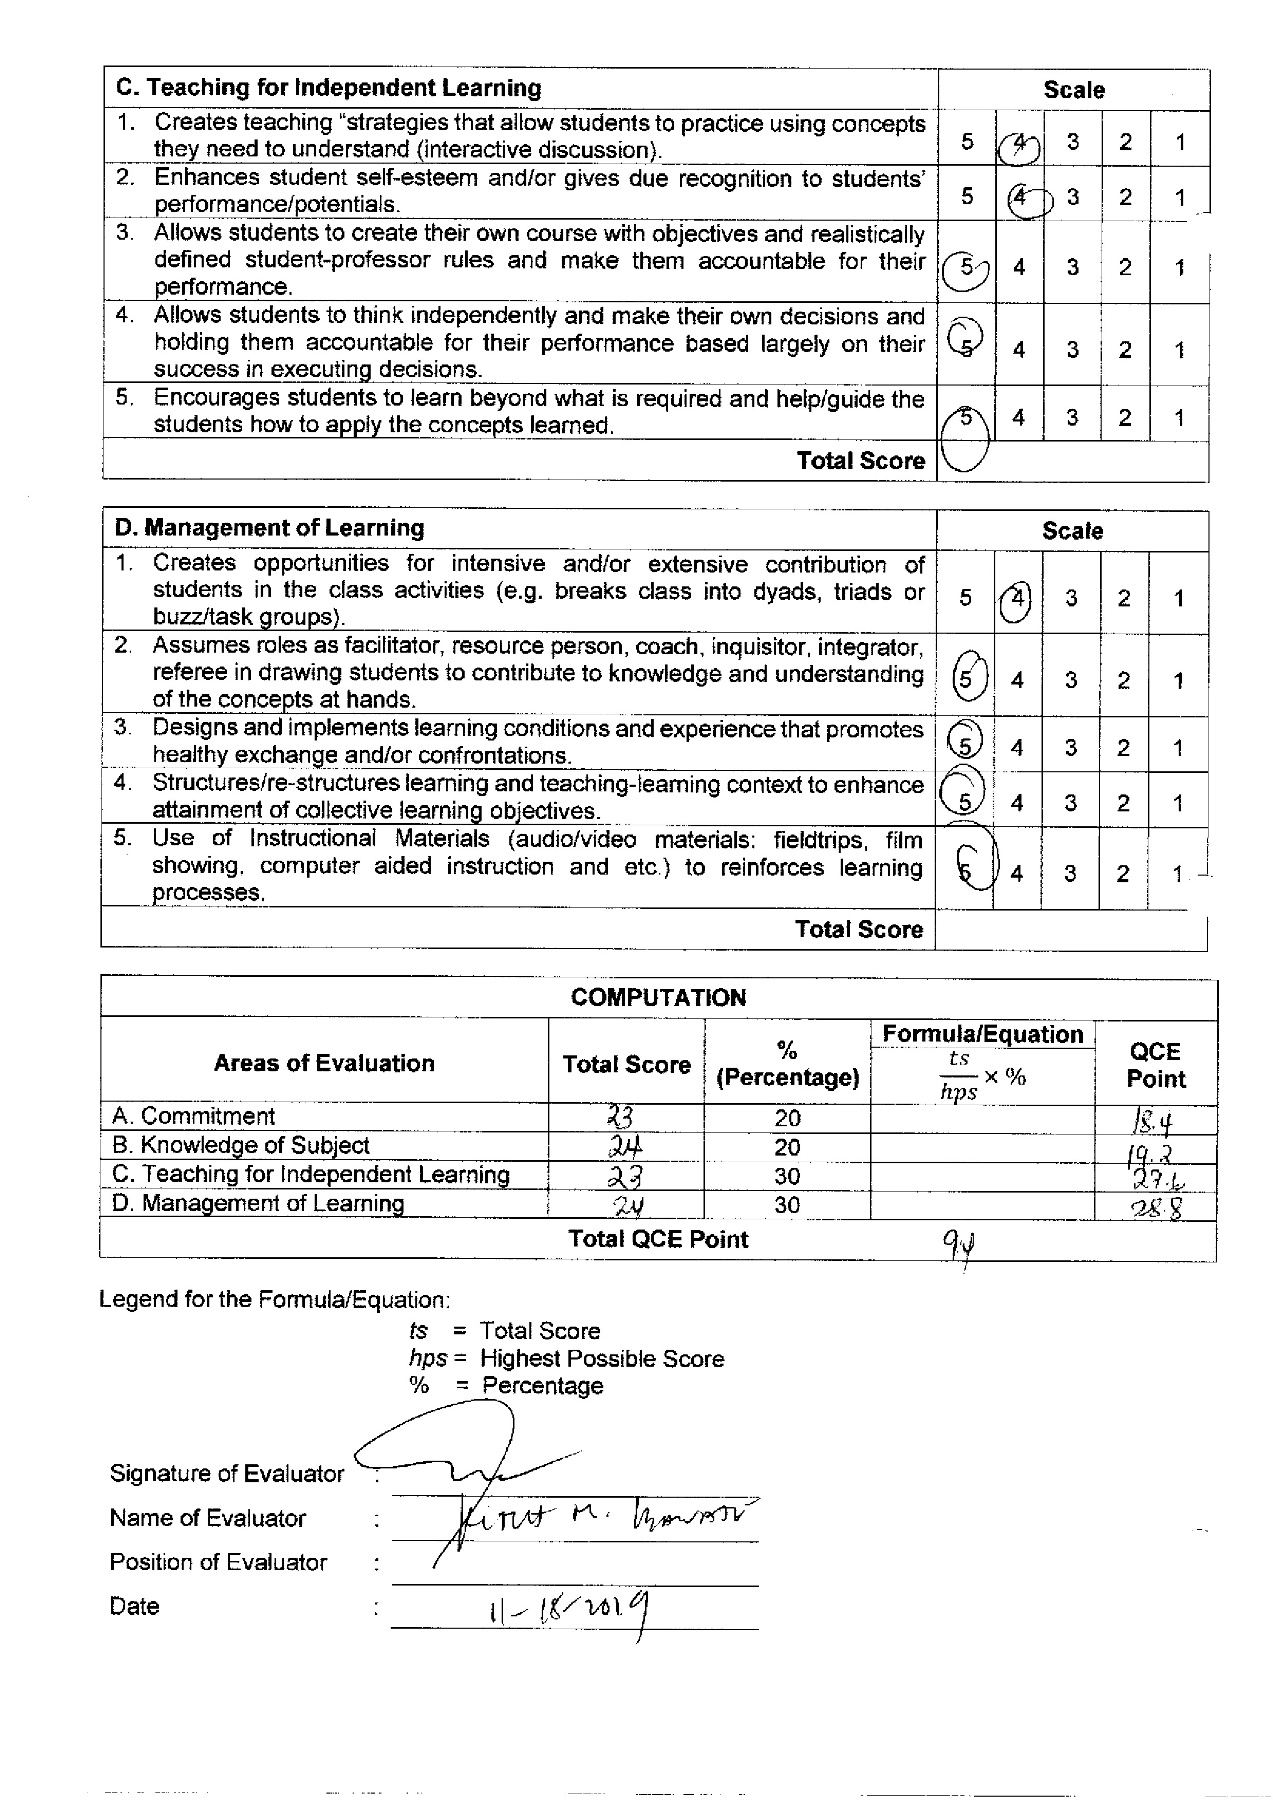 C. Teaching for Independent Learning Scale
1. Creates teaching “strategies that allow students to practice using concepts
they need to understand (interactive discussion). 5 4 3 2 1
2. Enhances student self-esteem and/or gives due recognition to students'
performance/potentials. 5 4 3 2 1
3. Allows students to create their own course with objectives and realistically
defined student-professor rules and make them accountable for their 5 4 3 2 1
performance.
4. Allows students to think independently and make their own decisions and
holding them accountable for their performance based largely on their 5 4 3 2 1
success in executing decisions.
5. Encourages students to learn beyond what is required and help/guide the
students how to apply the concepts learned. 5 4 3 2 1
Total Score
D. Management of Learning Scale
1. Creates opportunities for intensive and/or extensive contribution of
students in the class activities (e.g. breaks class into dyads, triads or 5 4 3 2 1
buzz/task groups).
2. Assumes roles as facilitator, resource person, coach, inquisitor, integrator,
referee in drawing students to contribute to knowledge and understanding 5 4 3 2 1
of the concepts at hands.
3. Designs and implements learning conditions and experience that promotes
healthy exchange and/or confrontations. 5 4 3 2 1
4. Structures/re-structures learning and teaching-learning context to enhance
attainment of collective learning objectives. 5 4 3 2 1
5. Use of Instructional Materials (audio/video materials: fieldtrips, film
showing, computer aided instruction and etc.) to reinforces learning 5 4 3 2 1
processes.
Total Score
COMPUTATION
Areas of Evaluation Total Score % (Percentage) Formula/Equation ts/hps × % QCE Point
A. Commitment 23 20 18.4
B. Knowledge of Subject 24 20 19.2
C. Teaching for Independent Learning 23 30 27.6
D. Management of Learning 24 30 28.8
Total QCE Point 94
Legend for the Formula/Equation:
ts = Total Score
hps = Highest Possible Score
% = Percentage
Signature of Evaluator :
Name of Evaluator : M.
Position of Evaluator :
Date : 11-18-2019